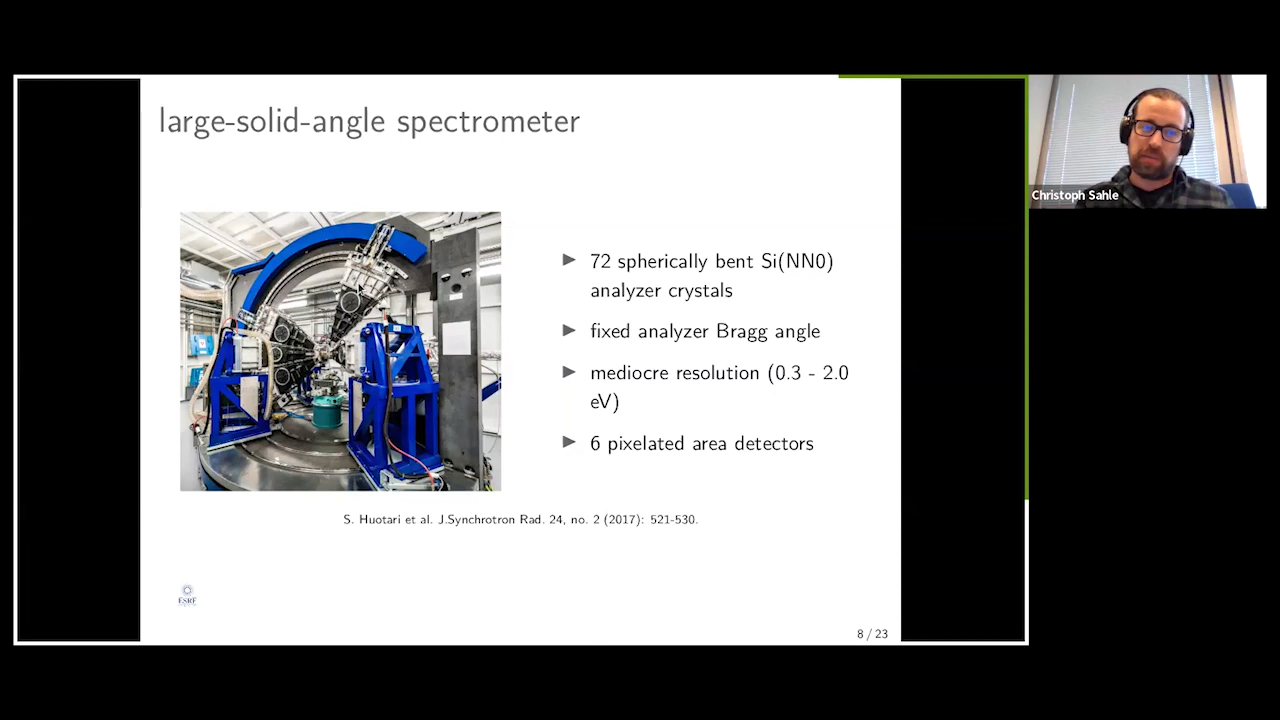 large-solid-angle spectrometer
72 spherically bent Si(NN0)
analyzer crystals
fixed analyzer Bragg angle
mediocre resolution (0.3 - 2.0
eV)
6 pixelated area detectors
S. Huotari et al. J.Synchrotron Rad. 24, no. 2 (2017): 521-530.
ESRF
8 / 23
Christoph Sahle